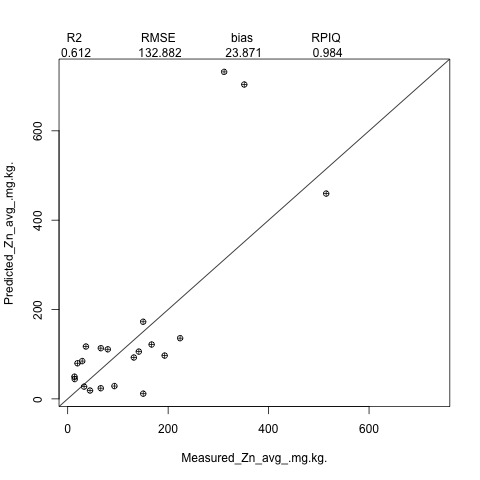 R2 RMSE bias RPIQ
0.612 132.882 23.871 0.984
Predicted_Zn_avg_.mg.kg.
600
400
200
0
0 200 400 600
Measured_Zn_avg_.mg.kg.